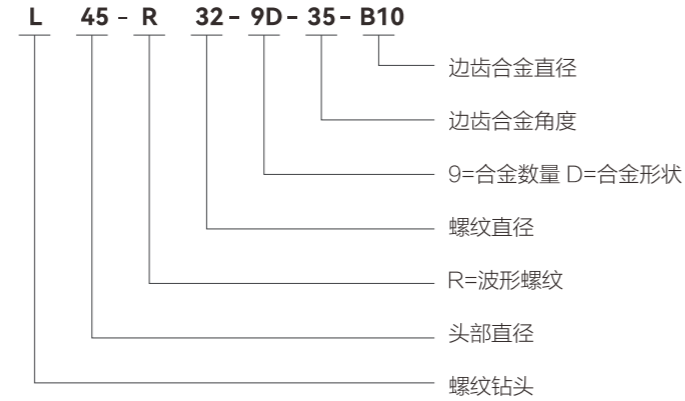 L 45 - R 32 - 9D - 35 - B10
边齿合金直径
边齿合金角度
9=合金数量 D=合金形状
螺纹直径
R=波形螺纹
头部直径
螺纹钻头